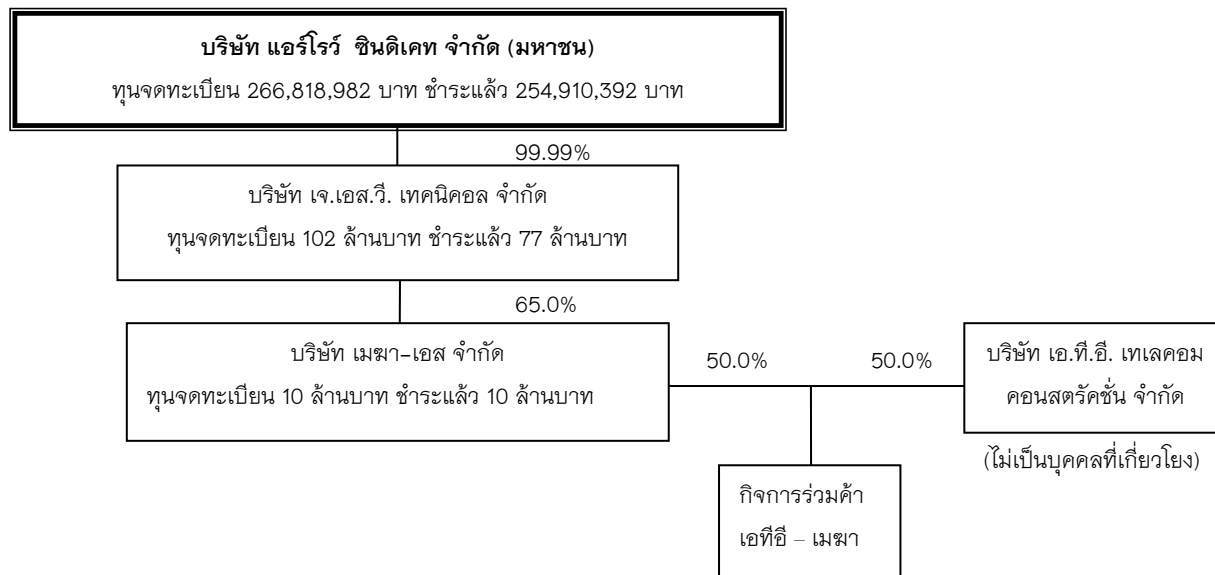 บริษัท แอร์โรว์ ซินดิเคท จำกัด (มหาชน)
ทุนจดทะเบียน 266,818,982 บาท ชำระแล้ว 254,910,392 บาท
99.99%
บริษัท เจ.เอส.วี. เทคนิคอล จำกัด
ทุนจดทะเบียน 102 ล้านบาท ชำระแล้ว 77 ล้านบาท
65.0%
บริษัท เมฆา-เอส จำกัด
ทุนจดทะเบียน 10 ล้านบาท ชำระแล้ว 10 ล้านบาท
50.0%
50.0%
บริษัท เอ.ที.อี. เทเลคอม
คอนสตรัคชั่น จำกัด
(ไม่เป็นบุคคลที่เกี่ยวโยง)
กิจการร่วมค้า
เอทีอี – เมฆา